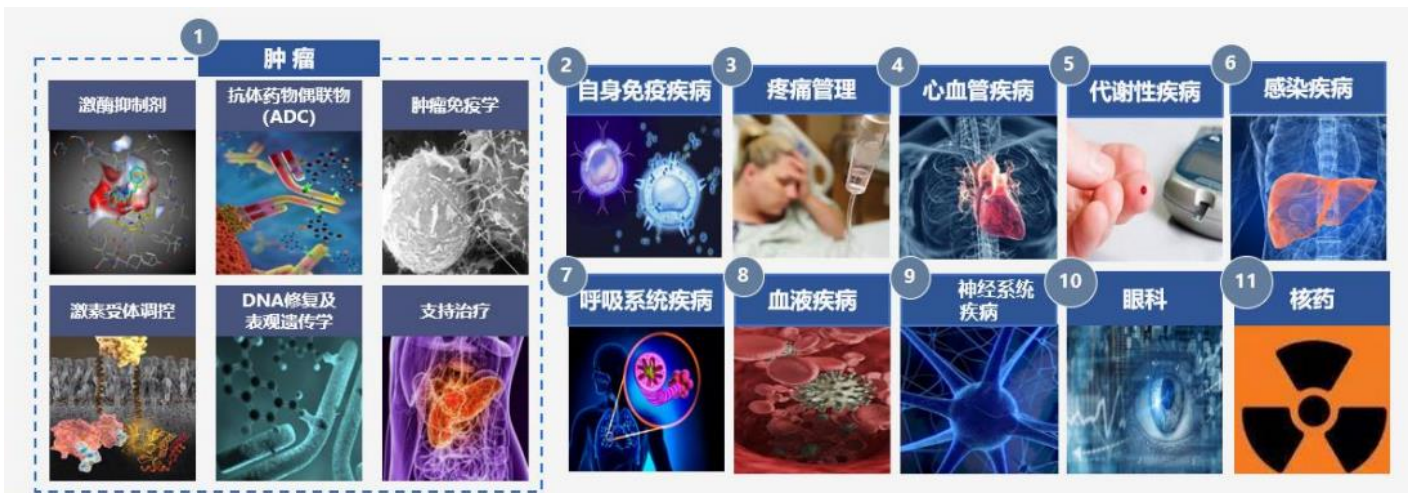 1
肿瘤
激酶抑制剂
抗体药物偶联物
(ADC)
肿瘤免疫学
激素受体调控
DNA修复及
表观遗传学
支持治疗
2
自身免疫疾病
3
疼痛管理
4
心血管疾病
5
代谢性疾病
6
感染疾病
7
呼吸系统疾病
8
血液疾病
9
神经系统
疾病
10
眼科
11
核药